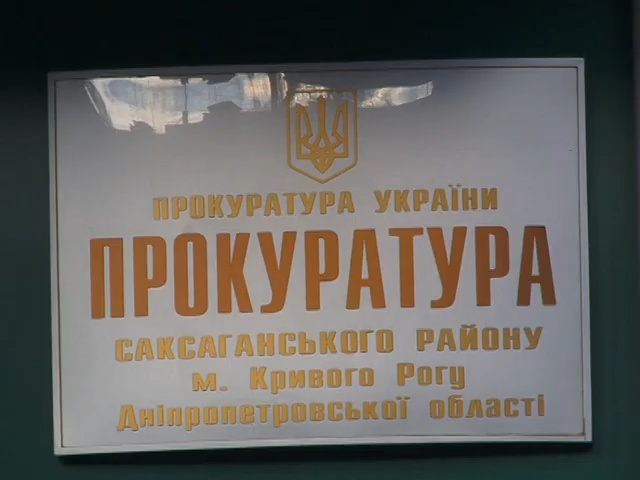 ПРОКУРАТУРА УКРАЇНИ
ПРОКУРАТУРА
САКСАГАНСЬКОГО РАЙОНУ
м. Кривого Рогу
Дніпропетровської області